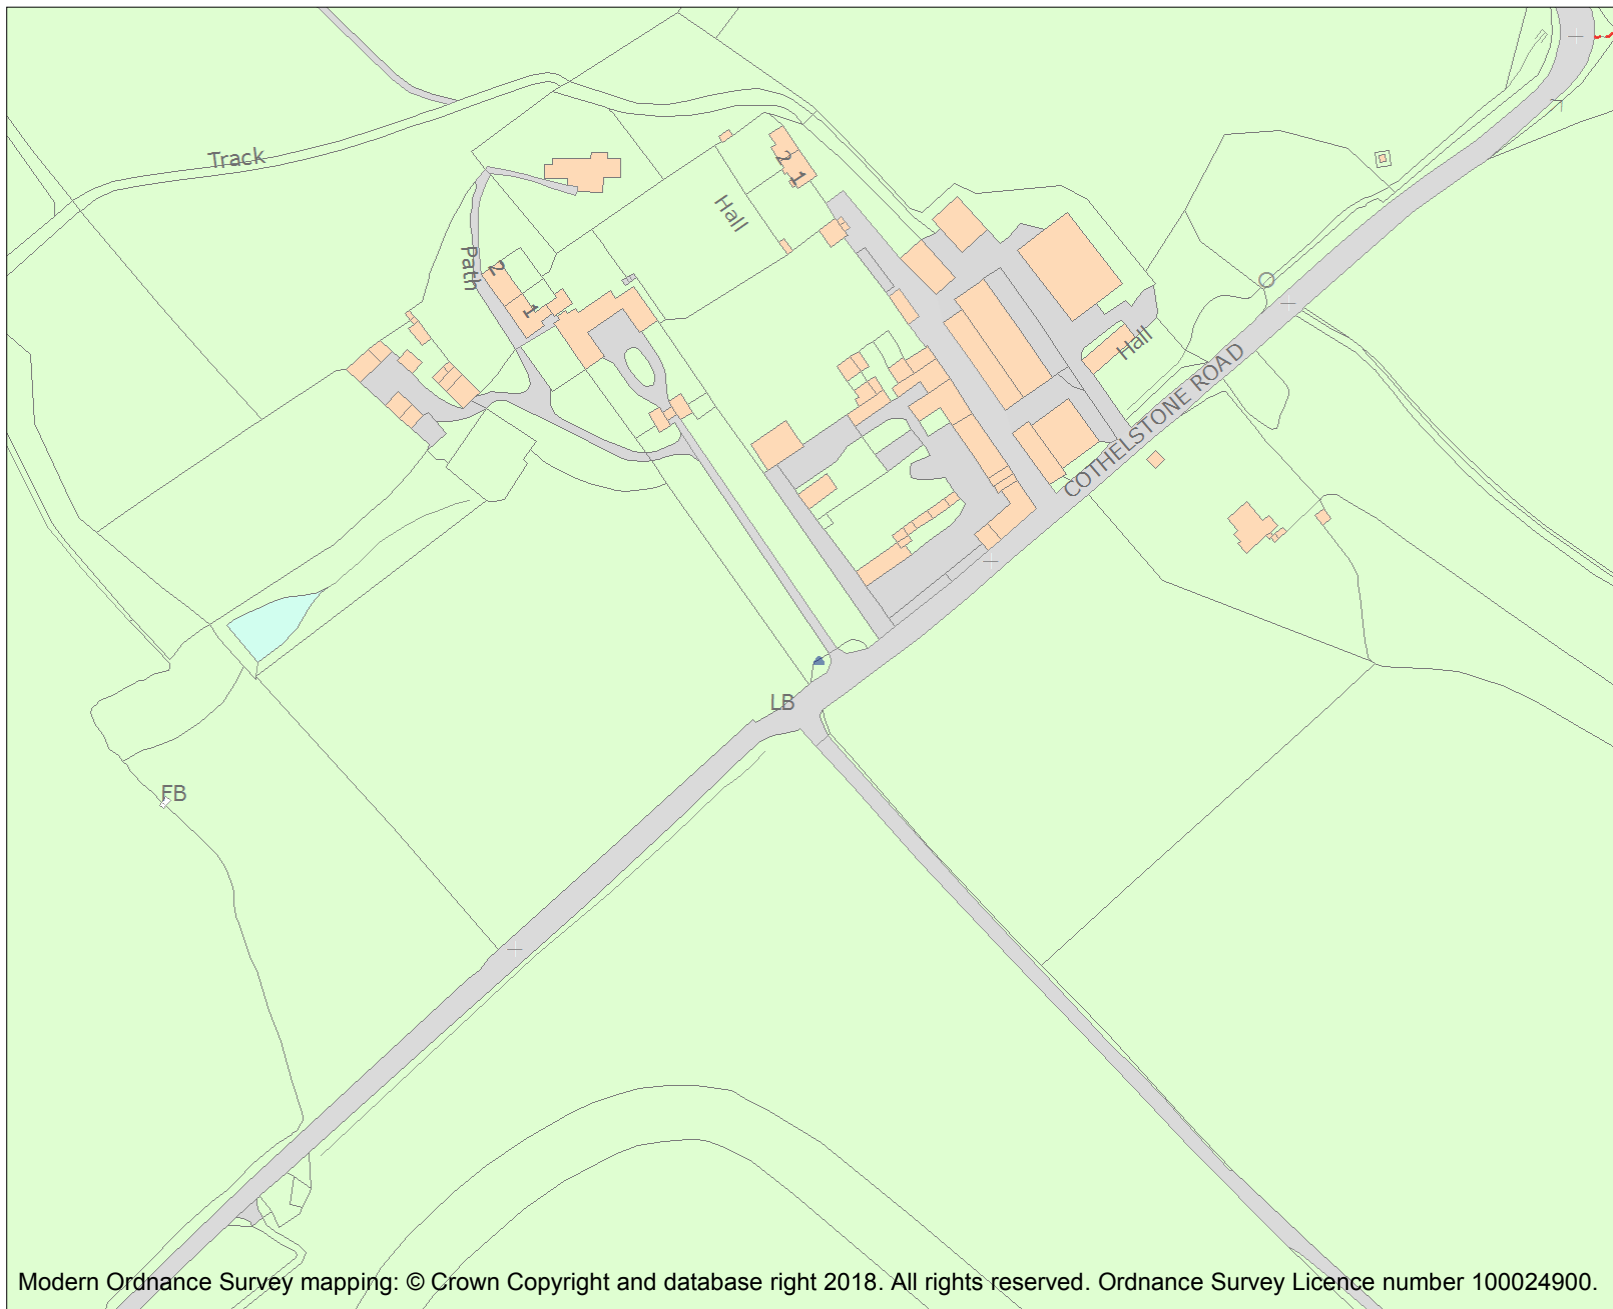 Track
2
1
Hall
Path
2
1
Hall
COTHELSTONE ROAD
LB
FB
Modern Ordnance Survey mapping: © Crown Copyright and database right 2018. All rights reserved. Ordnance Survey Licence number 100024900.